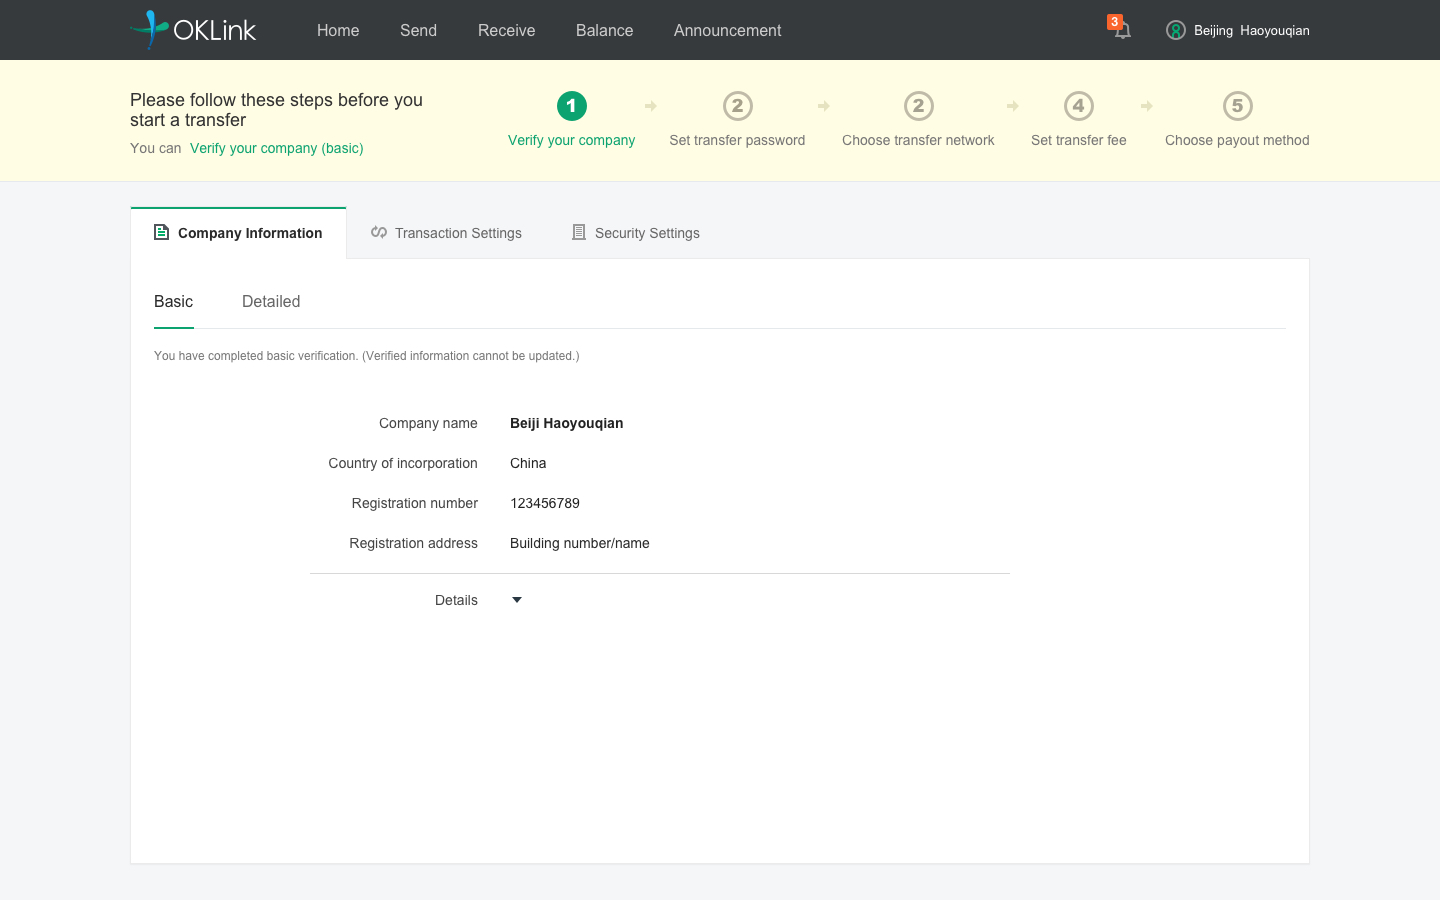 OKLink
Home Send Receive Balance Announcement
3
Beijing Haoyouqian
Please follow these steps before you
start a transfer
You can Verify your company (basic)
1 2 2 4 5
Verify your company Set transfer password Choose transfer network Set transfer fee Choose payout method
Company Information Transaction Settings Security Settings
Basic Detailed
You have completed basic verification. (Verified information cannot be updated.)
Company name Beiji Haoyouqian
Country of incorporation China
Registration number 123456789
Registration address Building number/name
Details